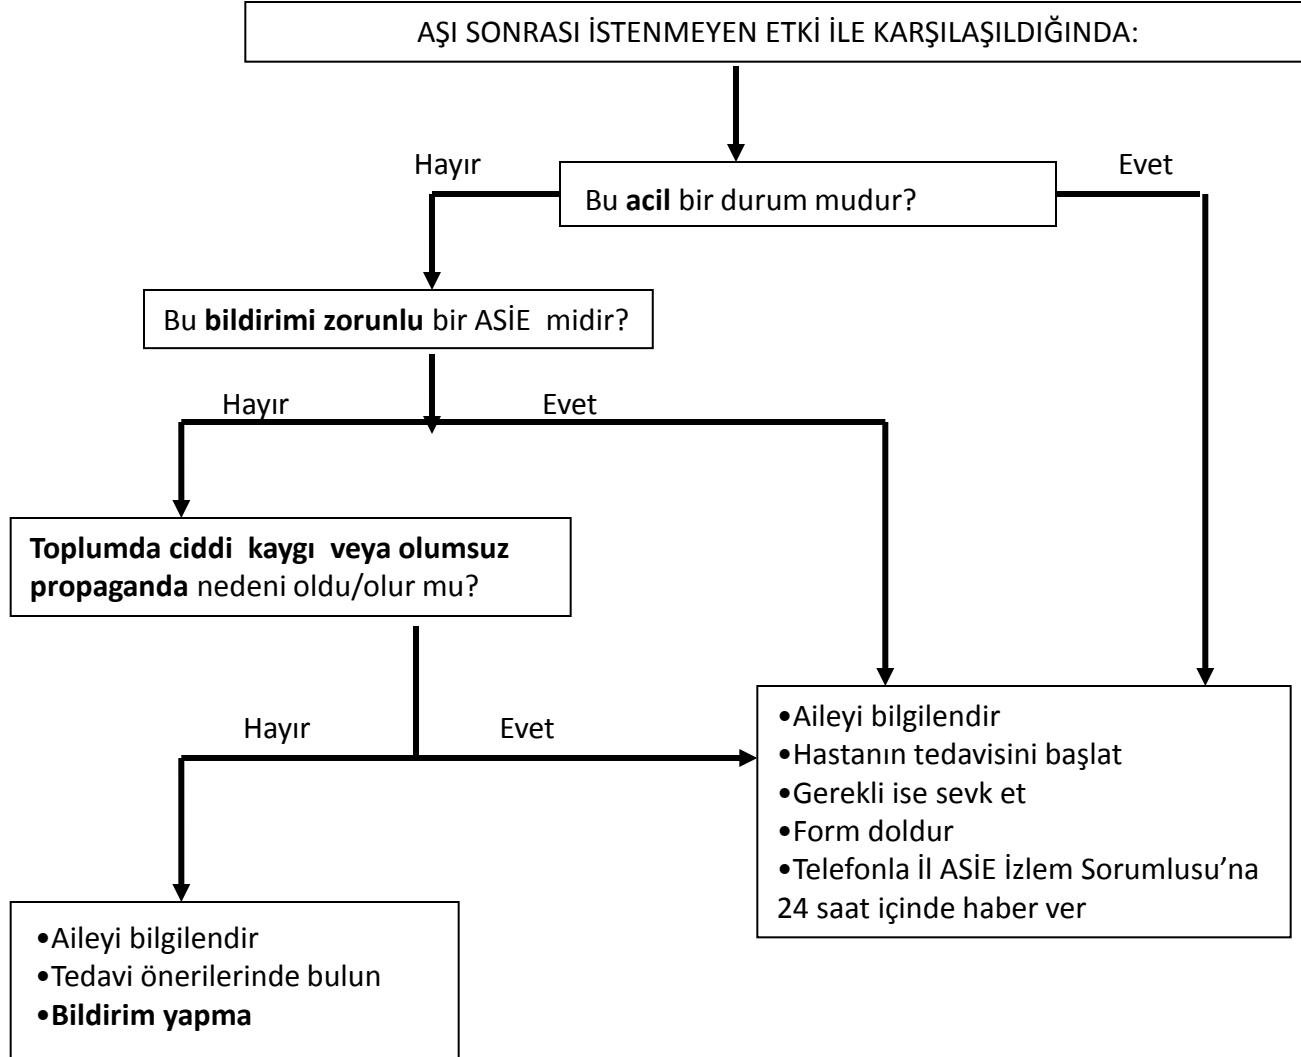 AŞI SONRASI İSTENMEYEN ETKİ İLE KARŞILAŞILDIĞINDA:
Hayır
Evet
Bu acil bir durum mudur?
Bu bildirimi zorunlu bir ASİE midir?
Hayır
Evet
Toplumda ciddi kaygı veya olumsuz
propaganda nedeni oldu/olur mu?
Hayır
Evet
•Aileyi bilgilendir
•Hastanın tedavisini başlat
•Gerekli ise sevk et
•Form doldur
•Telefonla İl ASİE İzlem Sorumlusu’na
24 saat içinde haber ver
•Aileyi bilgilendir
•Tedavi önerilerinde bulun
•Bildirim yapma